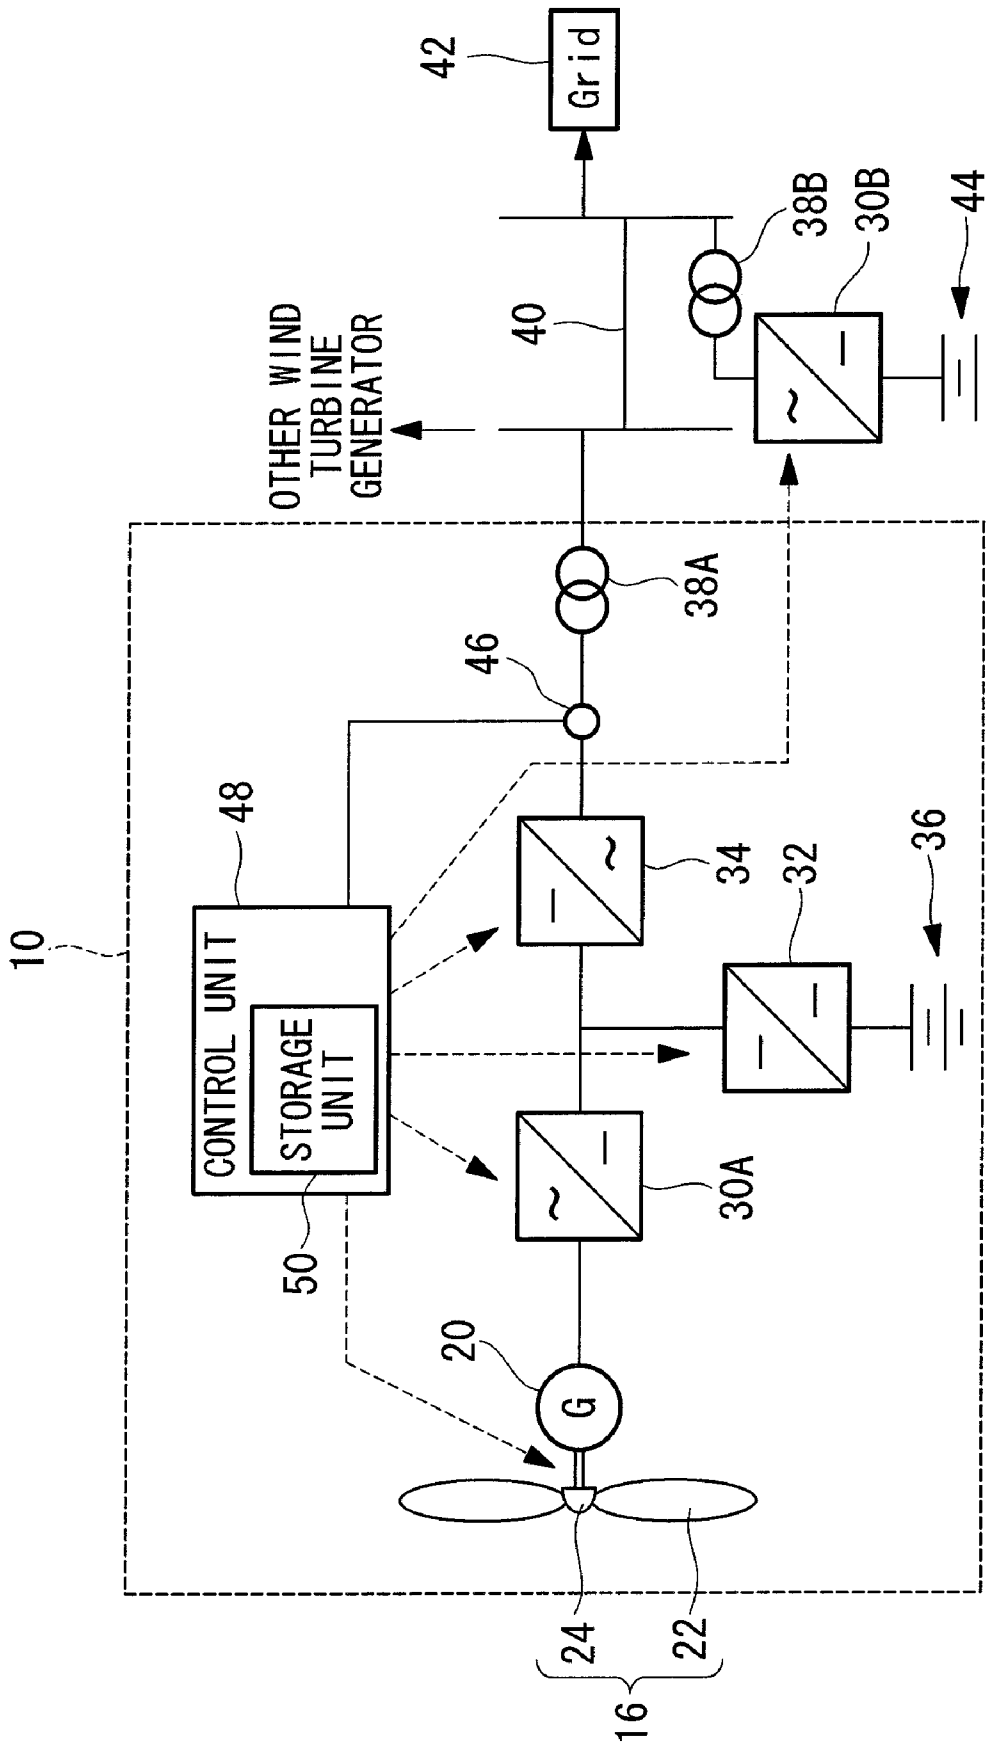 10
CONTROL UNIT
48
STORAGE
UNIT
50
OTHER WIND
TURBINE
GENERATOR
42
Grid
20
G
46
40
24
22
16
30A
34
38A
38B
32
30B
36
44
~
—
—
~
—
—
~
—